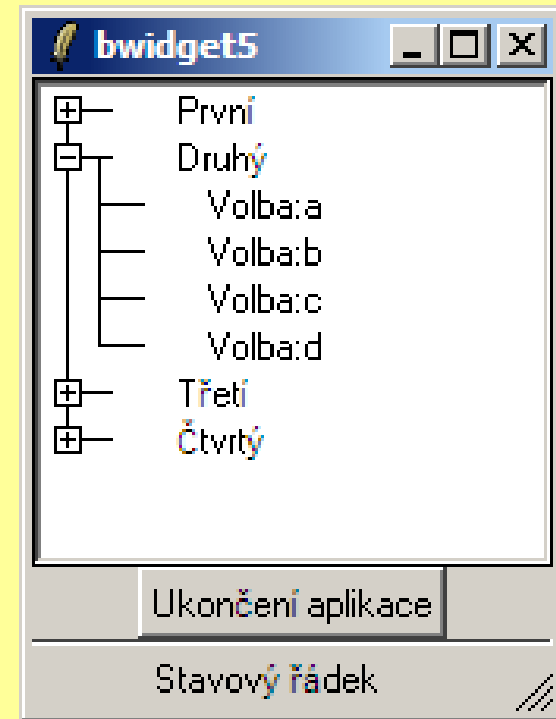 bwidget5
První
Druhý
Volba:a
Volba:b
Volba:c
Volba:d
Třetí
Čtvrtý
Ukončení aplikace
Stavový řádek